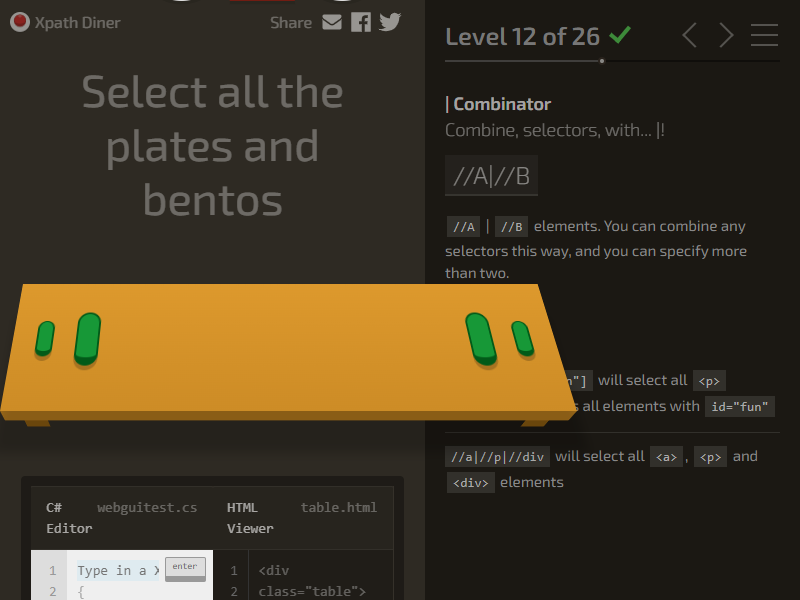 Xpath Diner
Share
Select all the
plates and
bentos
Level 12 of 26
| Combinator
Combine, selectors, with... |!
//A|//B
//A | //B elements. You can combine any
selectors this way, and you can specify more
than two.
n"] will select all <p>
s all elements with id="fun"
//a|//p|//div will select all <a>, <p> and
<div> elements
C#
Editor
webguitest.cs
HTML
Viewer
table.html
1 Type in a X
enter
2 {
1 <div
2 class="table">